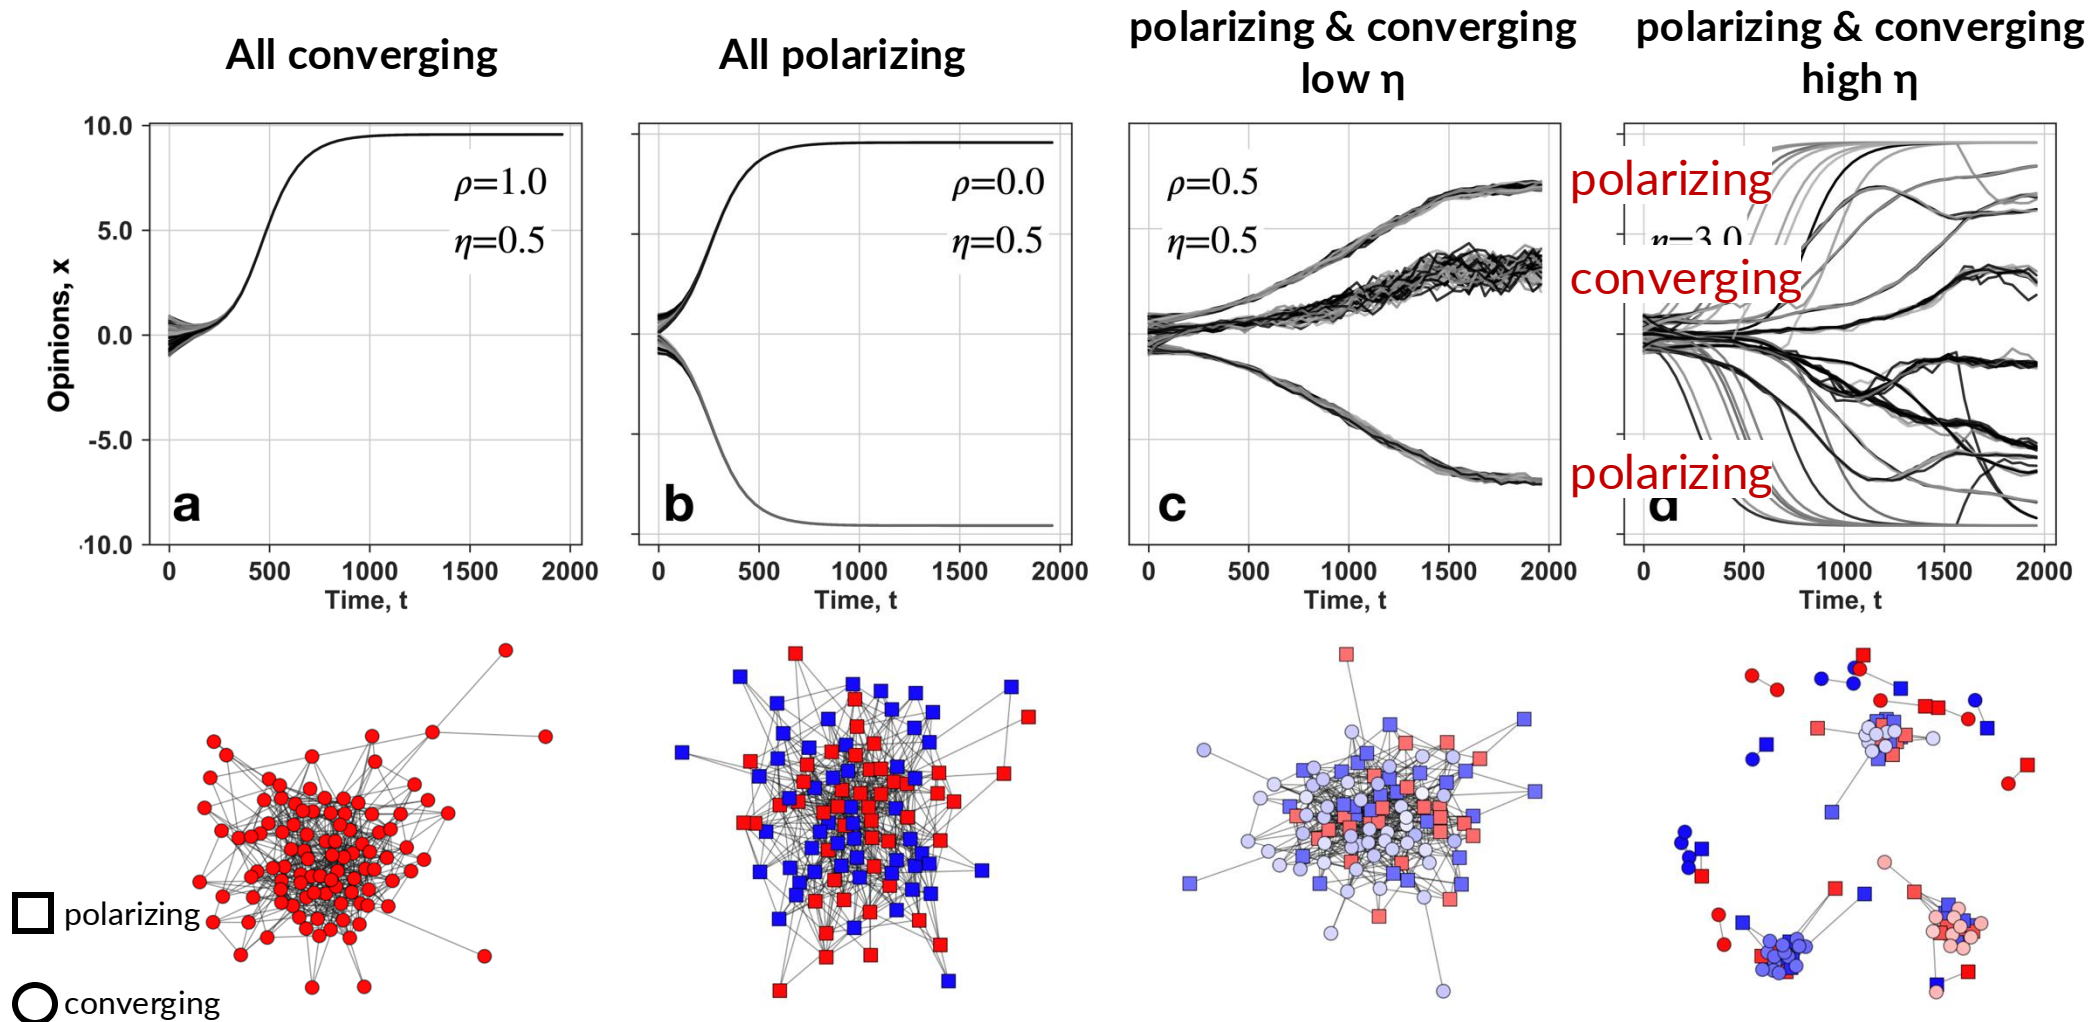 All converging
All polarizing
polarizing & converging
low η
polarizing & converging
high η
Opinions, x
10.0
5.0
0.0
-5.0
10.0
ρ=1.0
η=0.5
a
0 500 1000 1500 2000
Time, t
ρ=0.0
η=0.5
b
0 500 1000 1500 2000
Time, t
ρ=0.5
η=0.5
c
0 500 1000 1500 2000
Time, t
polarizing
η=3.0
converging
polarizing
d
0 500 1000 1500 2000
Time, t
polarizing
converging